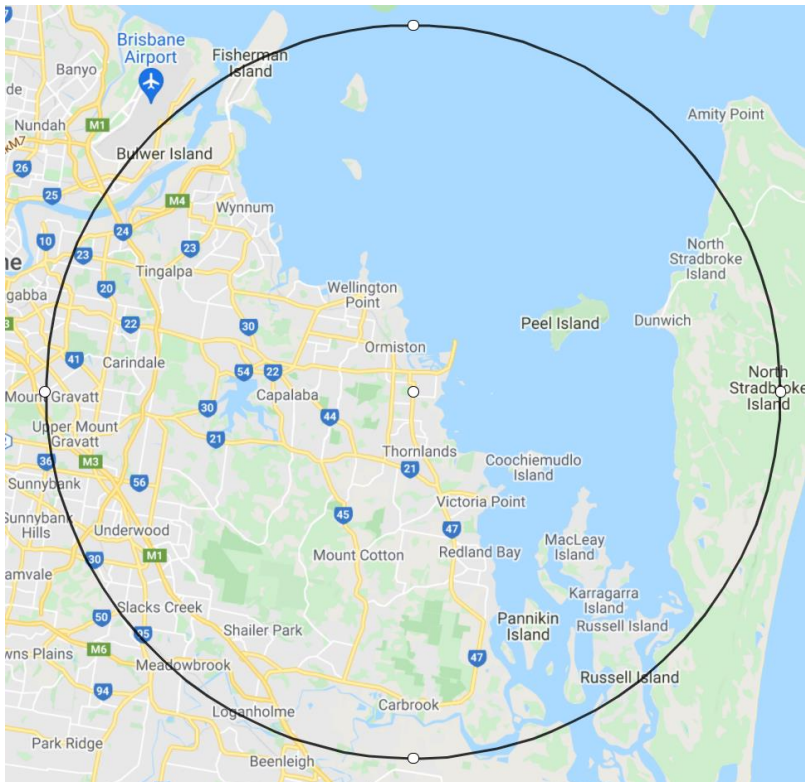 Brisbane
Airport
Fisherman
Island
Banyo
Nundah
M1
Amity Point
M7
26
Bulwer Island
25
M4
Wynnum
24
10
23
23
North
Stradbroke
Island
Tingalpa
20
Wellington
Point
22
30
Peel Island
Dunwich
Ormiston
41
Carindale
54
22
North
Stradbroke
Island
Mount Gravatt
Capalaba
30
44
Upper Mount
Gravatt
21
Thornlands
36
M3
21
Coochiemudlo
Island
Sunnybank
56
Victoria Point
Sunnybank
Hills
Underwood
45
47
M1
Mount Cotton
Redland Bay
MacLeay
Island
30
Karragarra
Island
50
Slacks Creek
Pannikin
Island
Russell Island
95
Shailer Park
M6
Meadowbrook
47
Russell Island
94
Loganholme
Carbrook
Park Ridge
Beenleigh